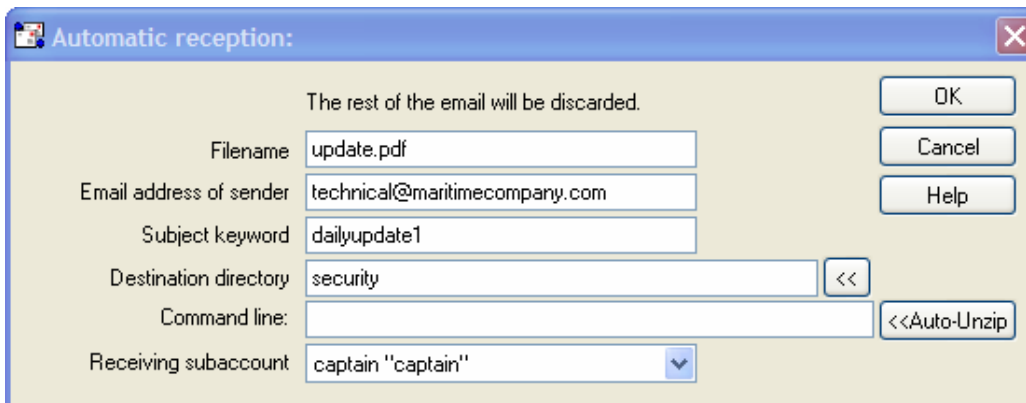 Automatic reception:
The rest of the email will be discarded.
OK
Filename update.pdf
Cancel
Email address of sender technical@maritimecompany.com
Help
Subject keyword dailyupdate1
Destination directory security <<
Command line: <<Auto-Unzip
Receiving subaccount captain "captain"